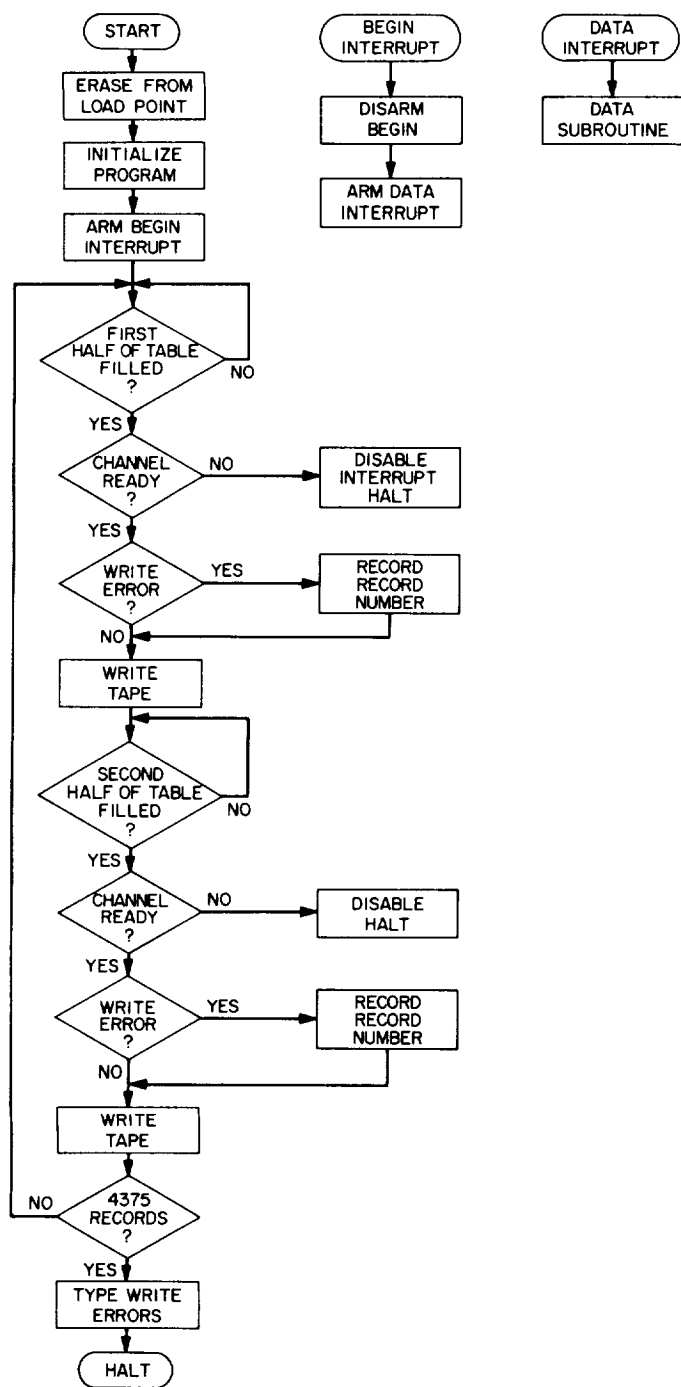 START
ERASE FROM
LOAD POINT
INITIALIZE
PROGRAM
ARM BEGIN
INTERRUPT
FIRST
HALF OF TABLE
FILLED
?
NO
YES
CHANNEL
READY
?
NO
DISABLE
INTERRUPT
HALT
YES
WRITE
ERROR
?
YES
RECORD
RECORD
NUMBER
NO
WRITE
TAPE
SECOND
HALF OF TABLE
FILLED
?
NO
YES
CHANNEL
READY
?
NO
DISABLE
HALT
YES
WRITE
ERROR
?
YES
RECORD
RECORD
NUMBER
NO
WRITE
TAPE
4375
RECORDS
?
NO
YES
TYPE WRITE
ERRORS
HALT
BEGIN
INTERRUPT
DISARM
BEGIN
ARM DATA
INTERRUPT
DATA
INTERRUPT
DATA
SUBROUTINE